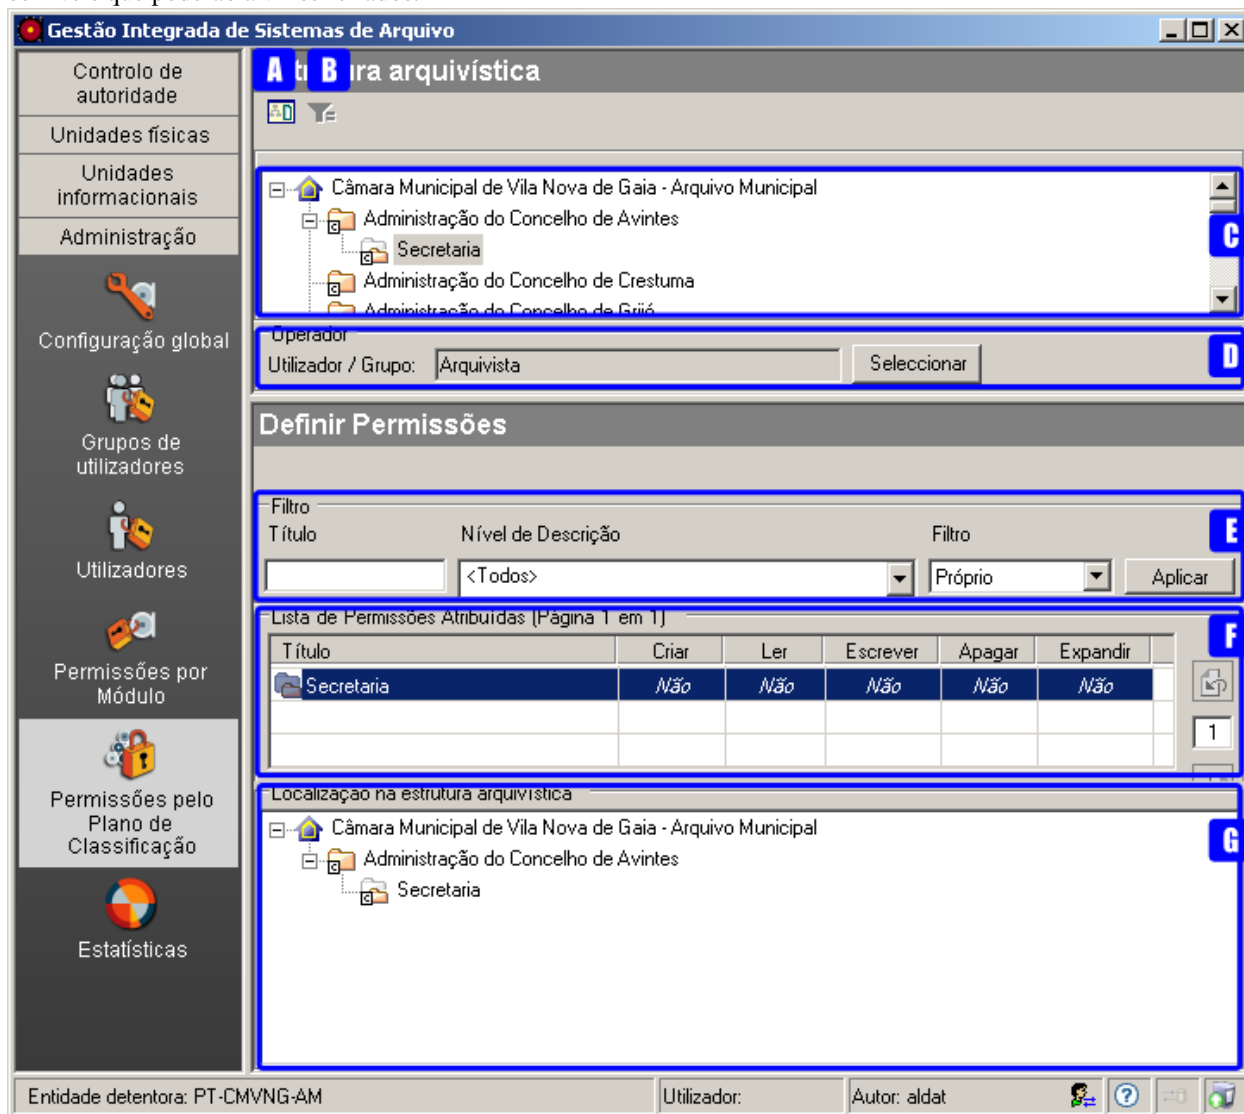 Gestão Integrada de Sistemas de Arquivo
Controlo de
autoridade
Unidades físicas
Unidades
informacionais
Administração
Configuração global
Grupos de
utilizadores
Utilizadores
Permissões por
Módulo
Permissões pelo
Plano de
Classificação
Estatísticas
A B arquivística
C
Câmara Municipal de Vila Nova de Gaia - Arquivo Municipal
Administração do Concelho de Avintes
Secretaria
Administração do Concelho de Crestuma
Administração do Concelho de Grijó
Operador
D
Utilizador / Grupo: Arquivista Seleccionar
Definir Permissões
Filtro
E
Título Nível de Descrição Filtro
<Todos> Próprio Aplicar
Lista de Permissões Atribuídas (Página 1 em 1)
F
Título Criar Ler Escrever Apagar Expandir
Secretaria Não Não Não Não Não
1
Localização na estrutura arquivística
G
Câmara Municipal de Vila Nova de Gaia - Arquivo Municipal
Administração do Concelho de Avintes
Secretaria
Entidade detentora: PT-CMVNG-AM Utilizador: Autor: aldat